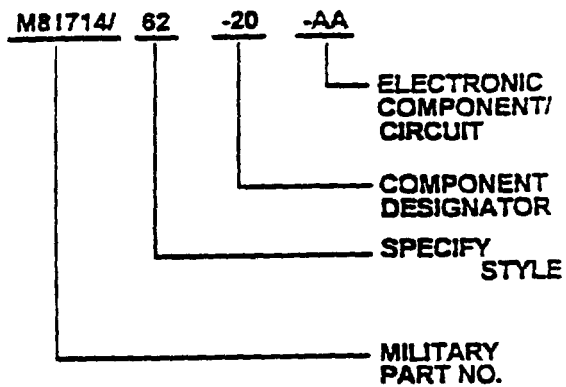 M81714/ 62 -20 -AA
ELECTRONIC
COMPONENT/
CIRCUIT
COMPONENT
DESIGNATOR
SPECIFY
STYLE
MILITARY
PART NO.